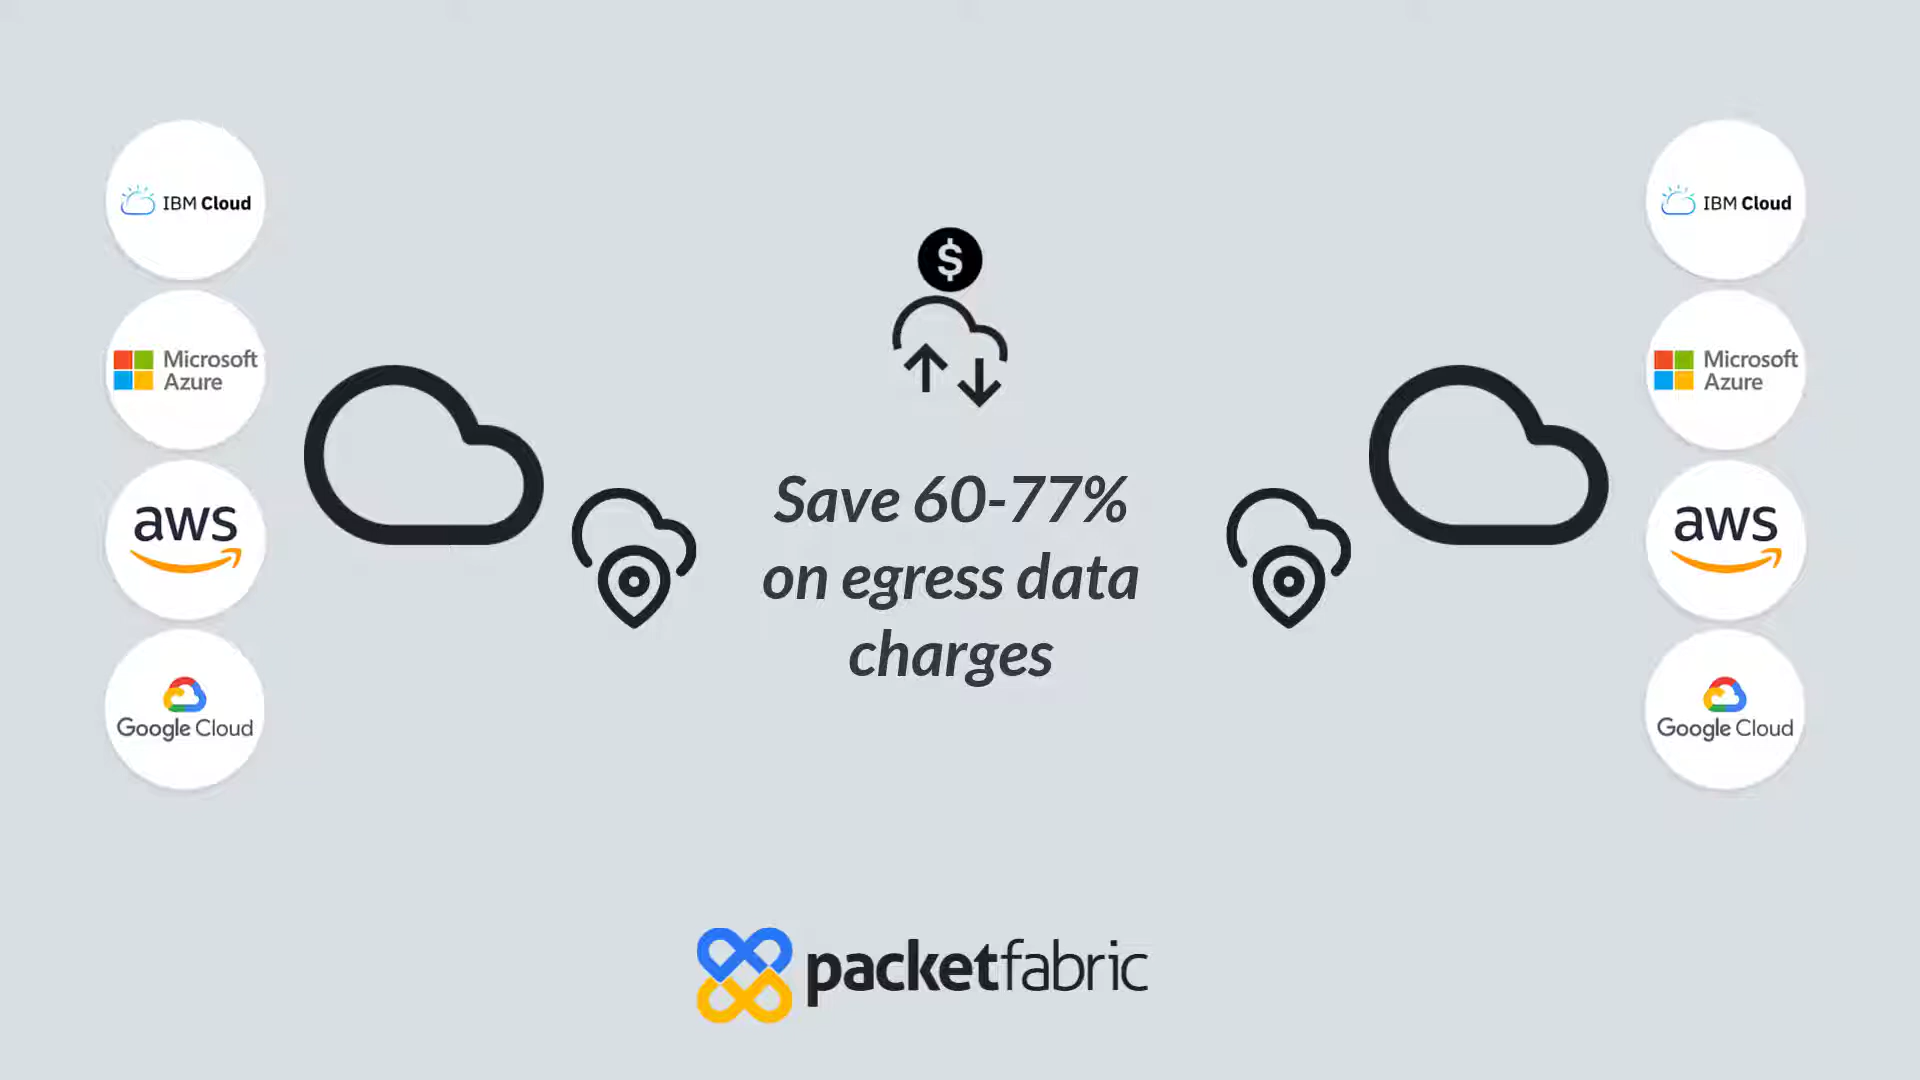 IBM Cloud
Microsoft
Azure
aws
Google Cloud
$
Save 60-77%
on egress data
charges
IBM Cloud
Microsoft
Azure
aws
Google Cloud
packetfabric